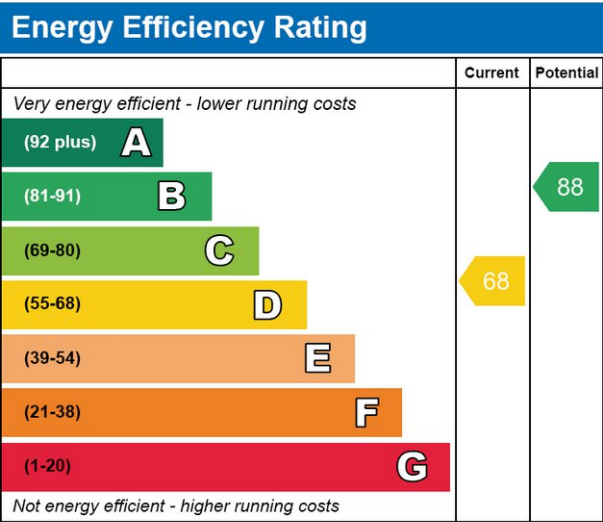 Energy Efficiency Rating
Current Potential
Very energy efficient - lower running costs
(92 plus) A
(81-91) B
88
(69-80) C
68
(55-68) D
(39-54) E
(21-38) F
(1-20) G
Not energy efficient - higher running costs